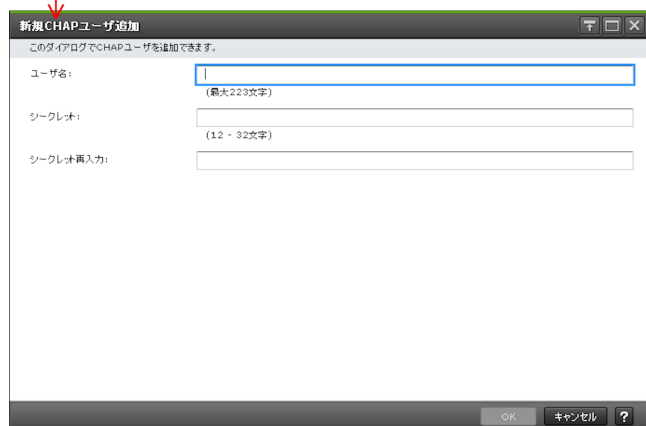 新規CHAPユーザ追加
このダイアログでCHAPユーザを追加できます。
ユーザ名:
(最大223文字)
シークレット:
(12 - 32文字)
シークレット再入力:
OK キャンセル ?